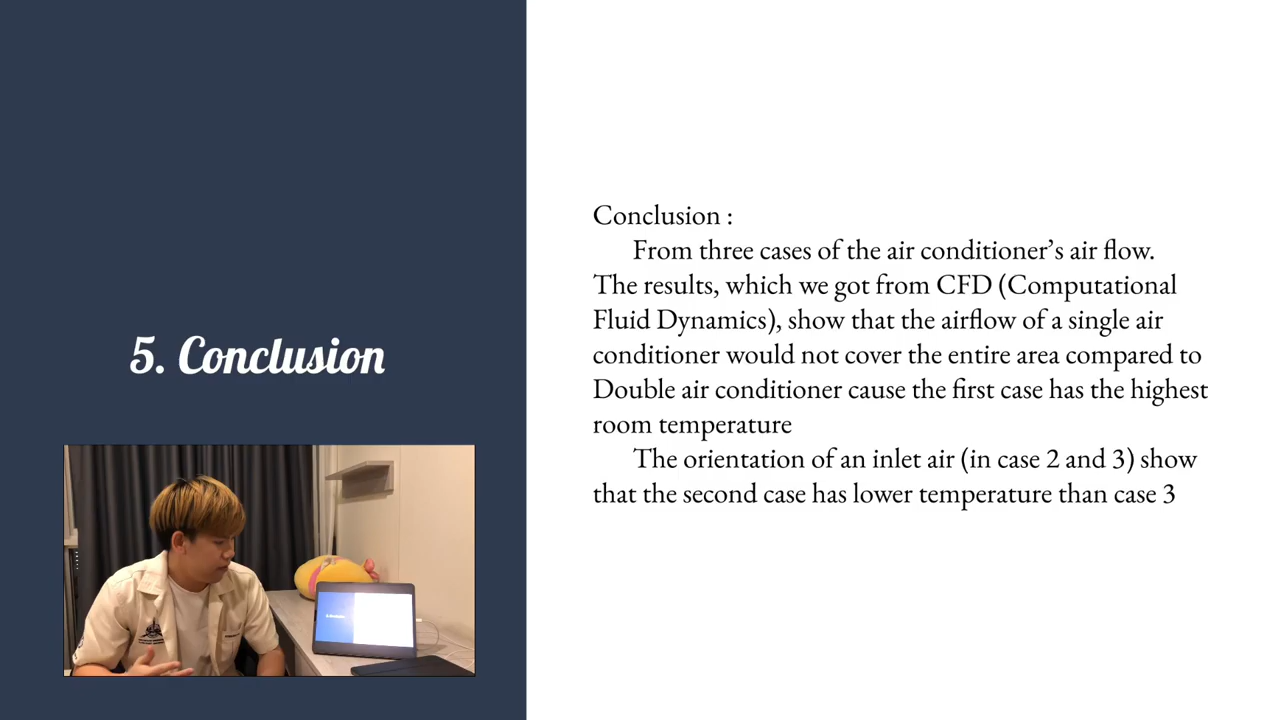 5. Conclusion
Conclusion :
From three cases of the air conditioner’s air flow.
The results, which we got from CFD (Computational
Fluid Dynamics), show that the airflow of a single air
conditioner would not cover the entire area compared to
Double air conditioner cause the first case has the highest
room temperature
The orientation of an inlet air (in case 2 and 3) show
that the second case has lower temperature than case 3